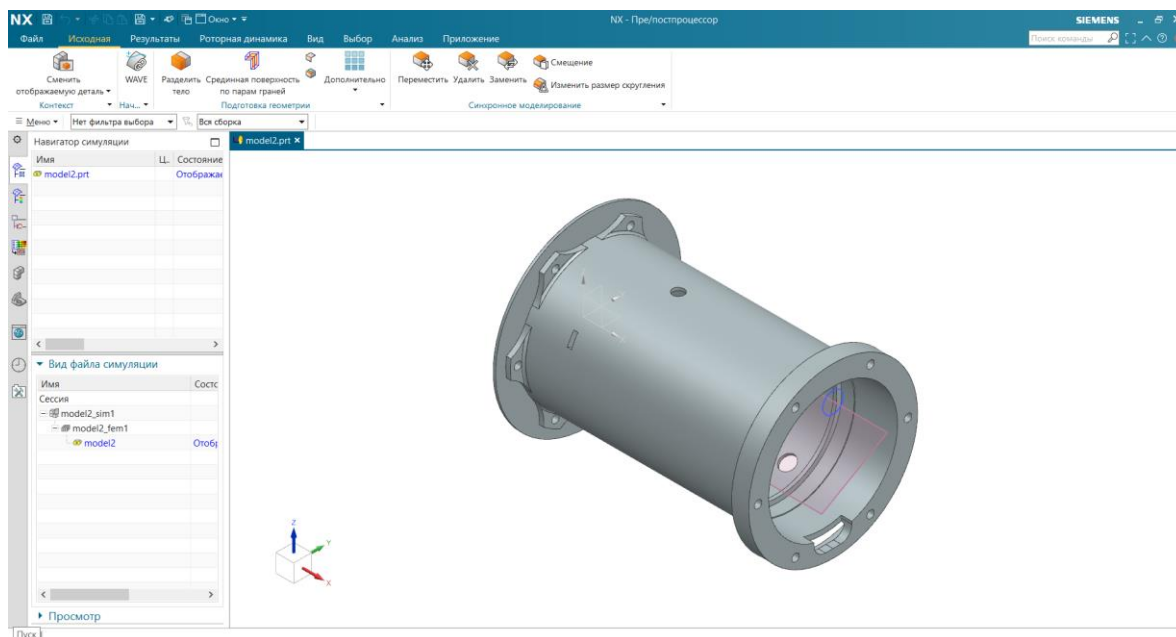 NX Окно NX - Пре/постпроцессор SIEMENS
Файл Исходная Результаты Роторная динамика Вид Выбор Анализ Приложение Поиск команды
Сменить отображаемую деталь
WAVE
Разделить тело
Срединная поверхность по парам граней
Дополнительно
Переместить Удалить Заменить
Смещение
Изменить размер скругления
Контекст Нач... Подготовка геометрии Синхронное моделирование
Меню Нет фильтра выбора Вся сборка
Навигатор симуляции
model2.prt
Имя Ц. Состояние
model2.prt Отображае
Вид файла симуляции
Имя Состо
Сессия
model2_sim1
model2_fem1
model2 Отобр
Просмотр
Пуск
Z
Y
X